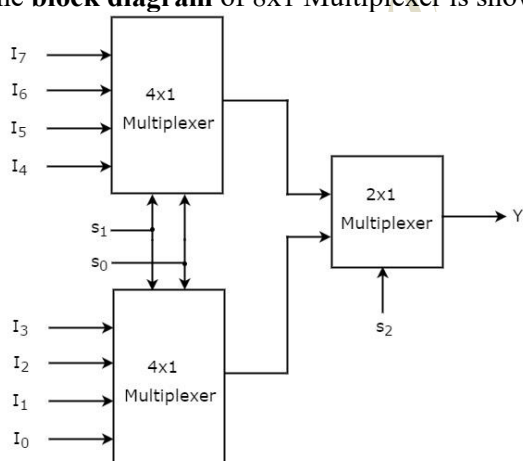 he block diagram of 8x1 Multiplexer is show
I7
I6
I5
I4
4x1
Multiplexer
2x1
Multiplexer
Y
s1
s0
s2
I3
I2
I1
I0
4x1
Multiplexer